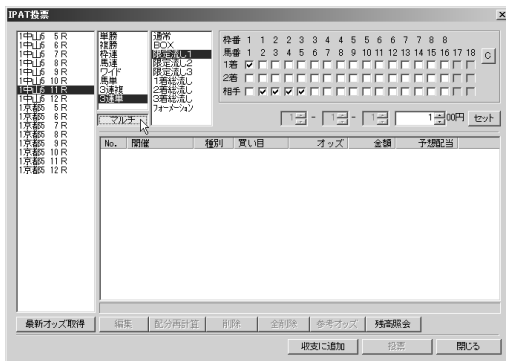 IPAT投票
1中山6 5R
1中山6 6R
1中山6 7R
1中山6 8R
1中山6 9R
1中山6 10R
1中山6 11R
1中山6 12R
1京都5 5R
1京都5 6R
1京都5 7R
1京都5 8R
1京都5 9R
1京都5 10R
1京都5 11R
1京都5 12R
単勝
複勝
枠連
馬連
ワイド
馬単
3連複
3連単
マルチ
通常
BOX
限定流し1
限定流し2
限定流し3
1着総流し
2着総流し
3着総流し
フォーメーション
枠番 1 1 2 2 3 3 4 4 5 5 6 6 7 7 8 8
馬番 1 2 3 4 5 6 7 8 9 10 11 12 13 14 15 16 17 18 C
1着
2着
相手
1 - 1 - 1 1 00円 セット
No. 開催 種別 買い目 オッズ 金額 予想配当
最新オッズ取得 編集 配分再計算 削除 全削除 参考オッズ 残高照会
収支に追加 投票 閉じる